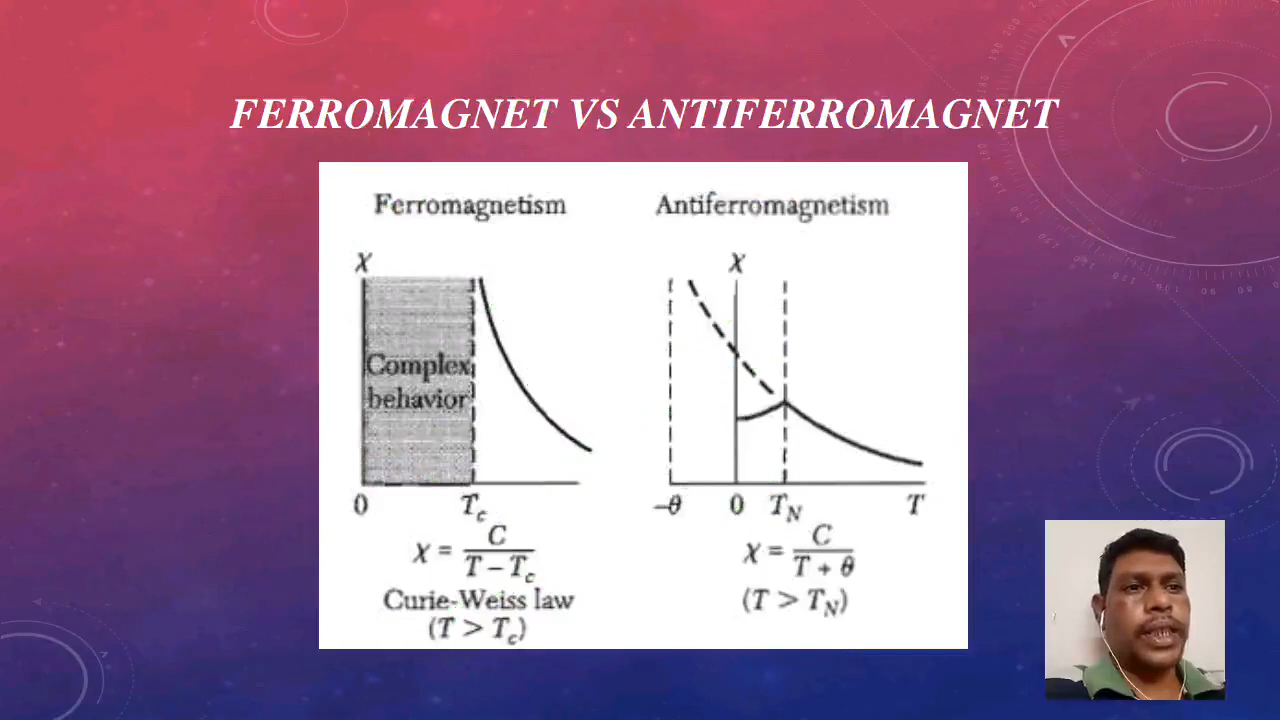 FERROMAGNET VS ANTIFERROMAGNET
Ferromagnetism
χ
Complex
behavior
0 T_c
χ = C / (T − T_c)
Curie-Weiss law
(T > T_c)
Antiferromagnetism
χ
−θ 0 T_N T
χ = C / (T + θ)
(T > T_N)